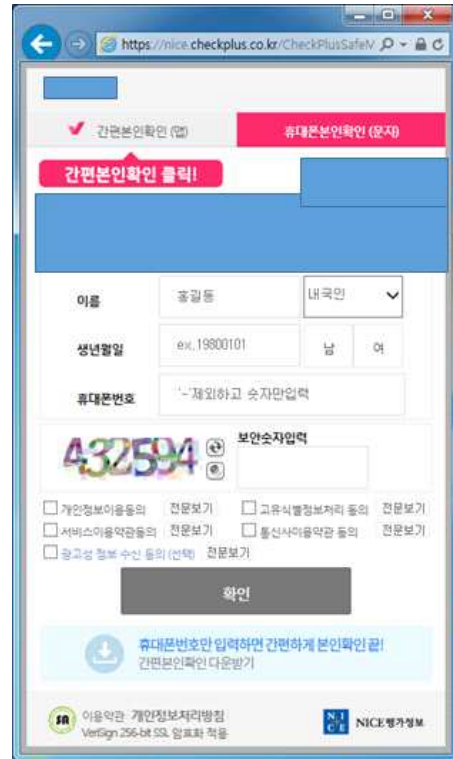 https://nice.checkplus.co.kr/CheckPlusSafeM
간편본인확인 (앱)
휴대폰본인확인 (문자)
간편본인확인 클릭!
이름
홍길동
내국인
생년월일
ex. 19800101
남
여
휴대폰번호
'-'제외하고 숫자만입력
432594
보안숫자입력
개인정보이용동의 전문보기
고유식별정보처리 동의 전문보기
서비스이용약관동의 전문보기
통신사이용약관 동의 전문보기
광고성 정보 수신 동의 (선택) 전문보기
확인
휴대폰번호만 입력하면 간편하게 본인확인 끝!
간편본인확인 다운받기
이용약관 개인정보처리방침
VeriSign 256-bit SSL 암호화 적용
NICE
NICE평가정보